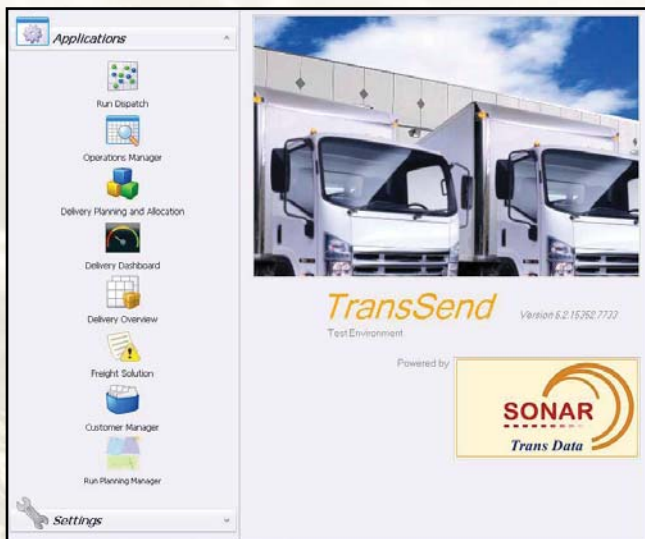 Applications
Run Dispatch
Operations Manager
Delivery Planning and Allocation
Delivery Dashboard
Delivery Overview
Freight Solution
Customer Manager
Run Planning Manager
Settings
TransSend
Version 6.2.15352.7733
Test Environment
Powered by
SONAR
Trans Data